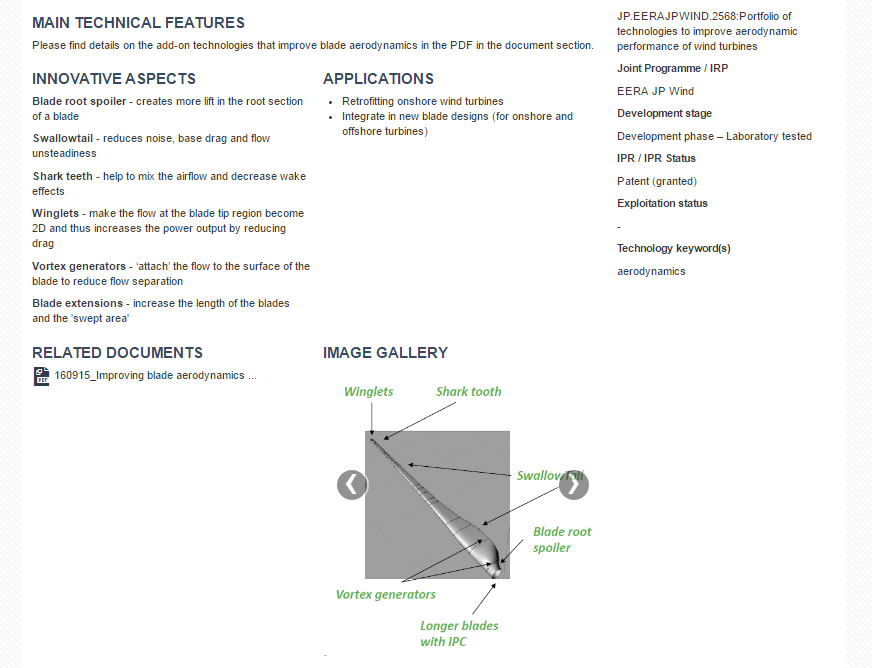 MAIN TECHNICAL FEATURES
Please find details on the add-on technologies that improve blade aerodynamics in the PDF in the document section.
INNOVATIVE ASPECTS
Blade root spoiler - creates more lift in the root section
of a blade
Swallowtail - reduces noise, base drag and flow
unsteadiness
Shark teeth - help to mix the airflow and decrease wake
effects
Winglets - make the flow at the blade tip region become
2D and thus increases the power output by reducing
drag
Vortex generators - ‘attach’ the flow to the surface of the
blade to reduce flow separation
Blade extensions - increase the length of the blades
and the 'swept area'
APPLICATIONS
• Retrofitting onshore wind turbines
• Integrate in new blade designs (for onshore and
offshore turbines)
JP.EERAJPWIND.2568:Portfolio of
technologies to improve aerodynamic
performance of wind turbines
Joint Programme / IRP
EERA JP Wind
Development stage
Development phase – Laboratory tested
IPR / IPR Status
Patent (granted)
Exploitation status
-
Technology keyword(s)
aerodynamics
RELATED DOCUMENTS
PDF
160915_Improving blade aerodynamics ...
IMAGE GALLERY
Winglets
Shark tooth
Swallow tail
Blade root
spoiler
Vortex generators
Longer blades
with IPC
-